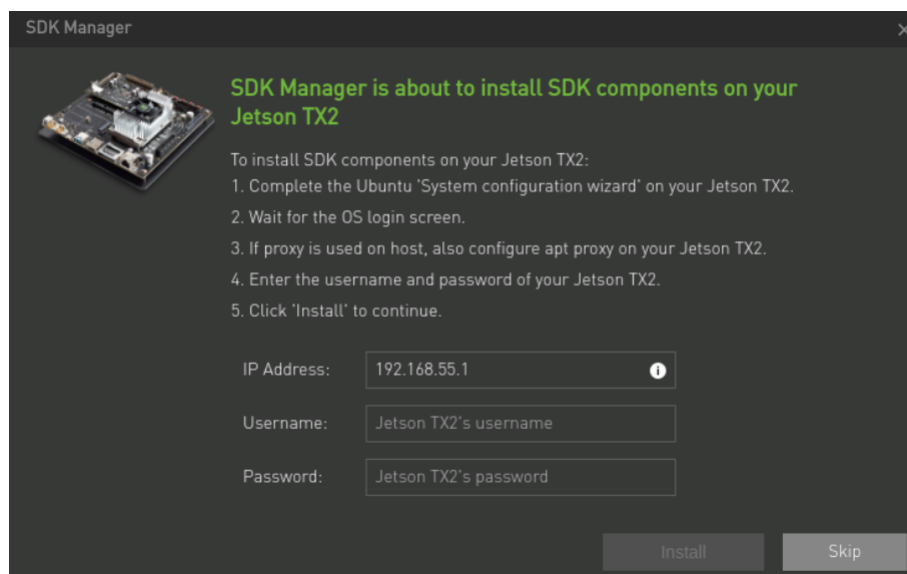 SDK Manager
SDK Manager is about to install SDK components on your
Jetson TX2
To install SDK components on your Jetson TX2:
1. Complete the Ubuntu 'System configuration wizard' on your Jetson TX2.
2. Wait for the OS login screen.
3. If proxy is used on host, also configure apt proxy on your Jetson TX2.
4. Enter the username and password of your Jetson TX2.
5. Click 'Install' to continue.
IP Address: 192.168.55.1
Username: Jetson TX2's username
Password: Jetson TX2's password
Install Skip